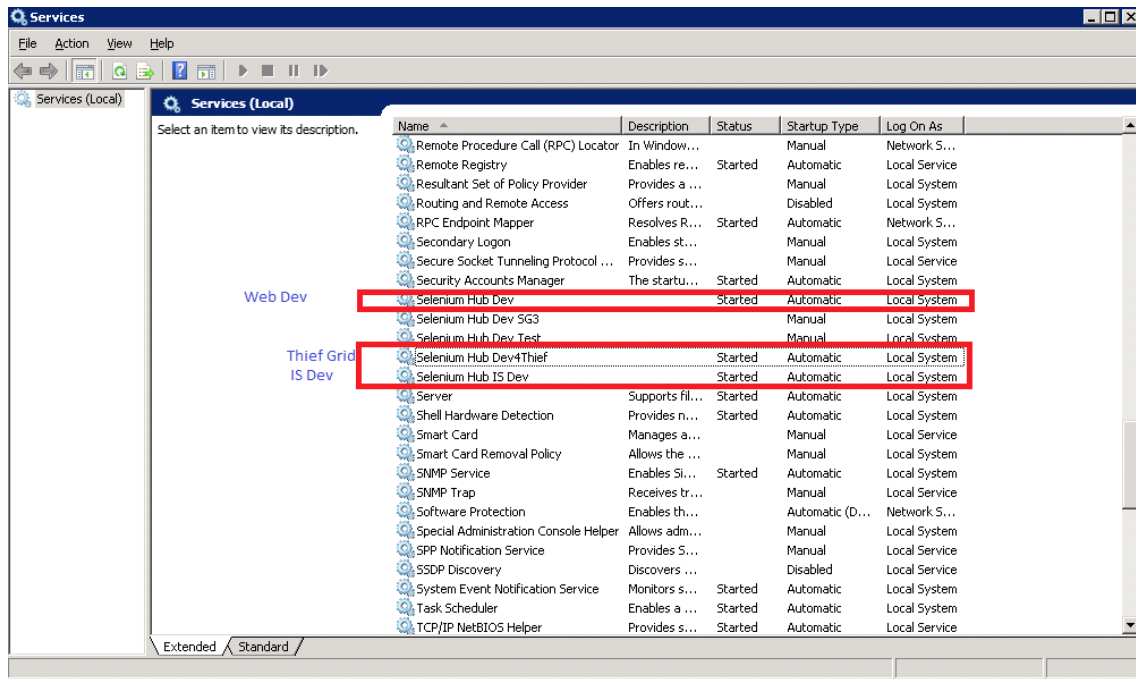 Services
File Action View Help
Services (Local)
Services (Local)
Select an item to view its description.
Name Description Status Startup Type Log On As
Remote Procedure Call (RPC) Locator In Window... Manual Network S...
Remote Registry Enables re... Started Automatic Local Service
Resultant Set of Policy Provider Provides a ... Manual Local System
Routing and Remote Access Offers rout... Disabled Local System
RPC Endpoint Mapper Resolves R... Started Automatic Network S...
Secondary Logon Enables st... Manual Local System
Secure Socket Tunneling Protocol ... Provides s... Manual Local Service
Security Accounts Manager The startu... Started Automatic Local System
Web Dev
Selenium Hub Dev Started Automatic Local System
Selenium Hub Dev SG3 Manual Local System
Selenium Hub Dev Test Manual Local System
Thief Grid
Selenium Hub Dev4Thief Started Automatic Local System
IS Dev
Selenium Hub IS Dev Started Automatic Local System
Server Supports fil... Started Automatic Local System
Shell Hardware Detection Provides n... Started Automatic Local System
Smart Card Manages a... Manual Local Service
Smart Card Removal Policy Allows the ... Manual Local System
SNMP Service Enables Si... Started Automatic Local System
SNMP Trap Receives tr... Manual Local Service
Software Protection Enables th... Automatic (D... Network S...
Special Administration Console Helper Allows adm... Manual Local System
SPP Notification Service Provides S... Manual Local Service
SSDP Discovery Discovers ... Disabled Local Service
System Event Notification Service Monitors s... Started Automatic Local System
Task Scheduler Enables a ... Started Automatic Local System
TCP/IP NetBIOS Helper Provides s... Started Automatic Local Service
Extended Standard